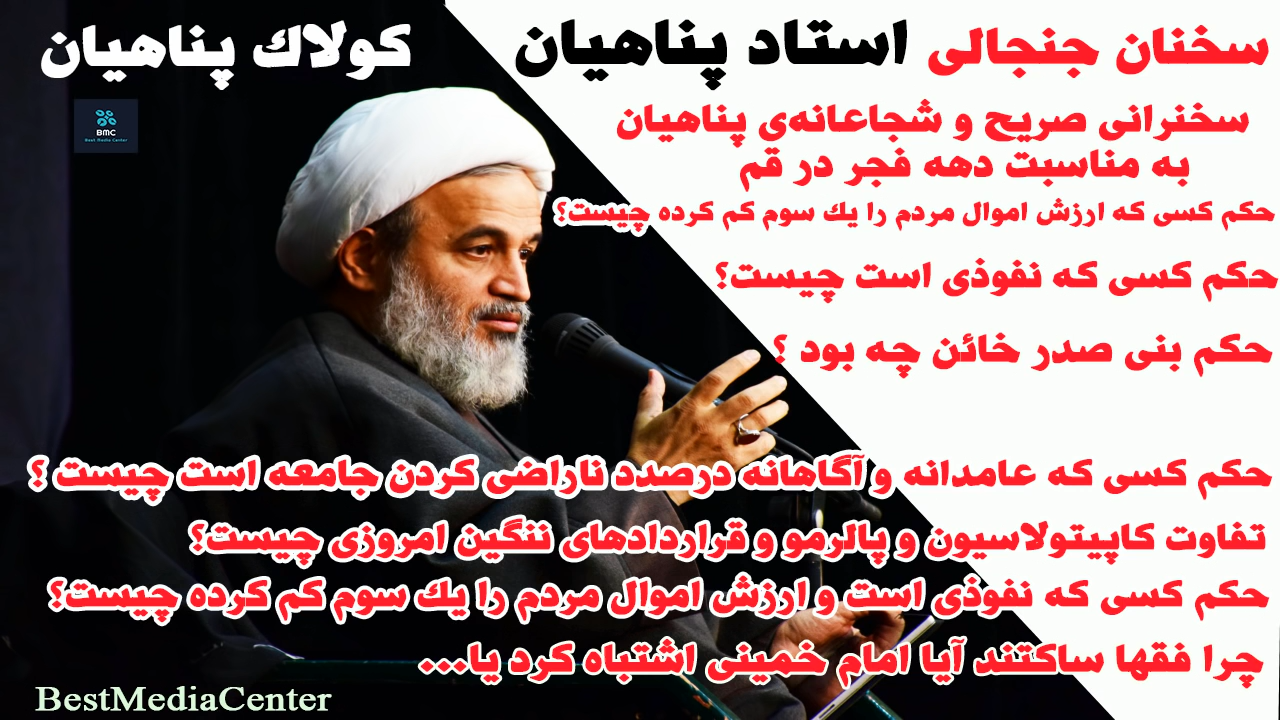 سخنان جنجالی استاد پناهیان
کولاک پناهیان
BMC
Best Media Center
سخنرانی صریح و شجاعانه‌ی پناهیان
به مناسبت دهه فجر در قم
حکم کسی که ارزش اموال مردم را یک سوم کم کرده چیست؟
حکم کسی که نفوذی است چیست؟
حکم بنی صدر خائن چه بود ؟
حکم کسی که عامدانه و آگاهانه درصدد ناراضی کردن جامعه است چیست ؟
تفاوت کاپیتولاسیون و پالرمو و قراردادهای ننگین امروزی چیست؟
حکم کسی که نفوذی است و ارزش اموال مردم را یک سوم کم کرده چیست؟
چرا فقها ساکتند آیا امام خمینی اشتباه کرد یا...
BestMediaCenter